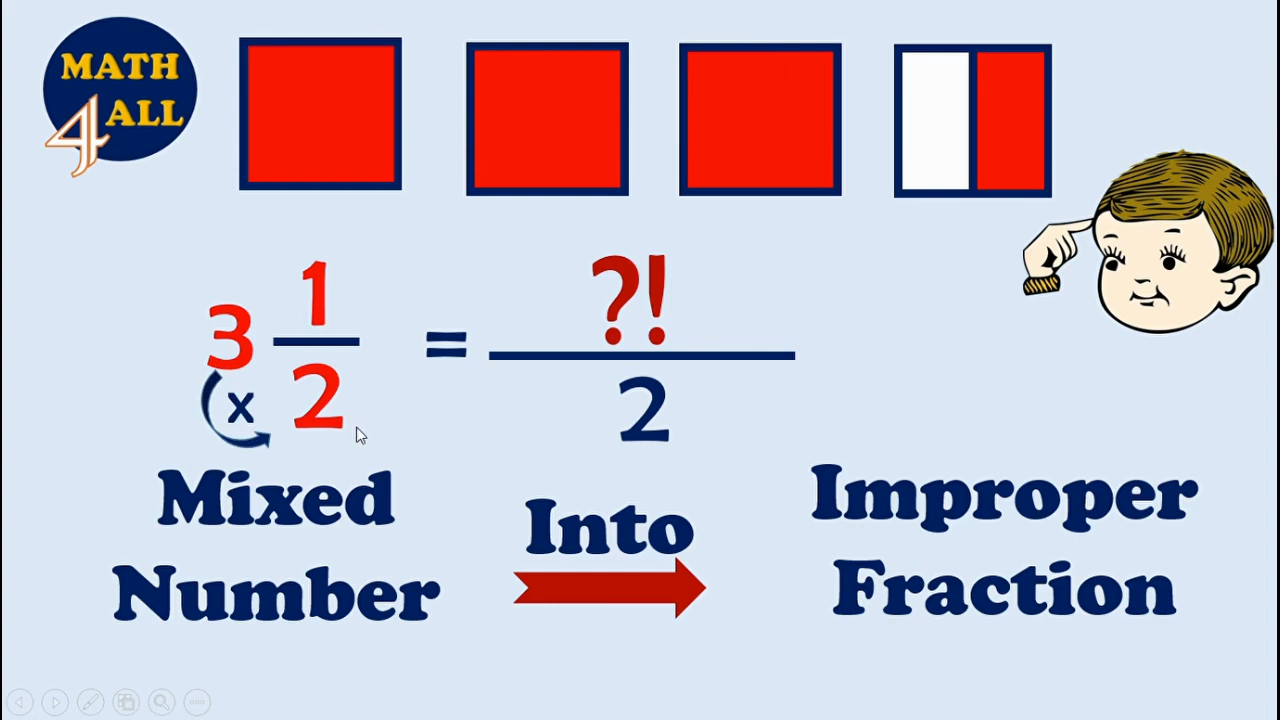 MATH
4 ALL
1
3
2
x
=
?!
2
Mixed
Number
Into
Improper
Fraction